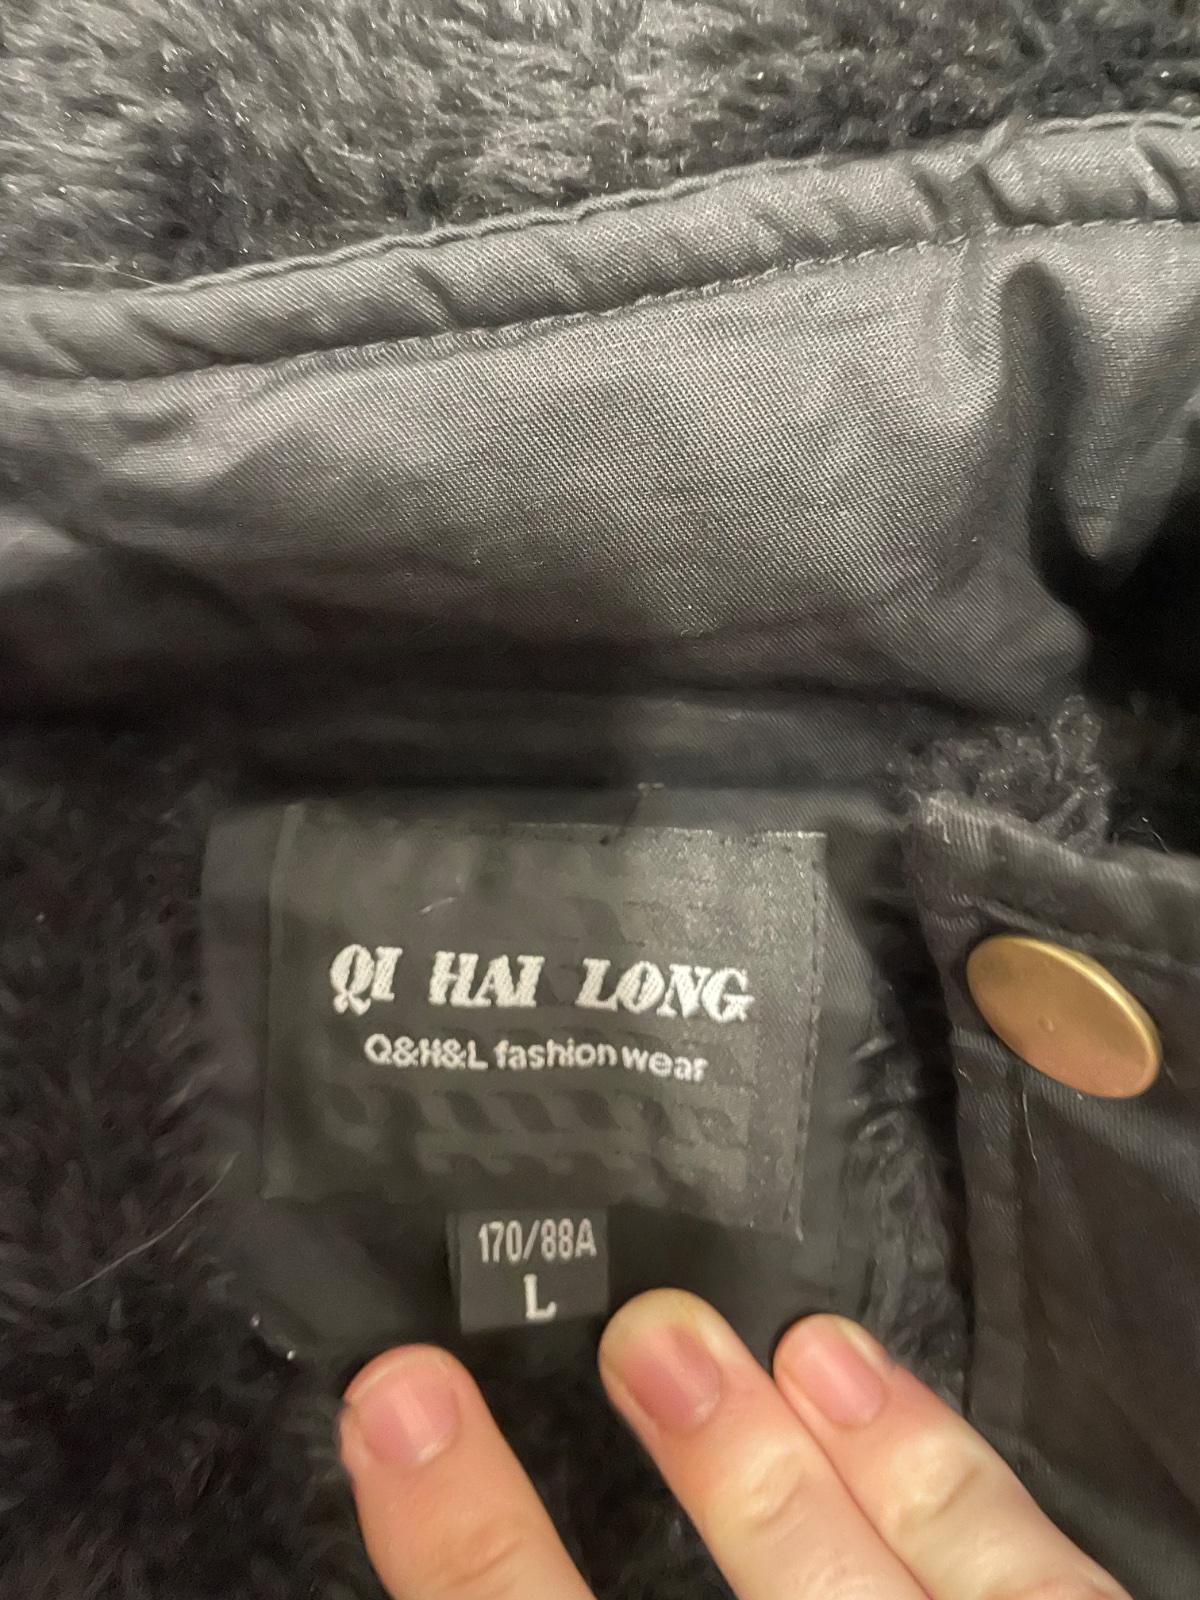 QI HAI LONG
Q&H&L fashion wear
170/88A
L